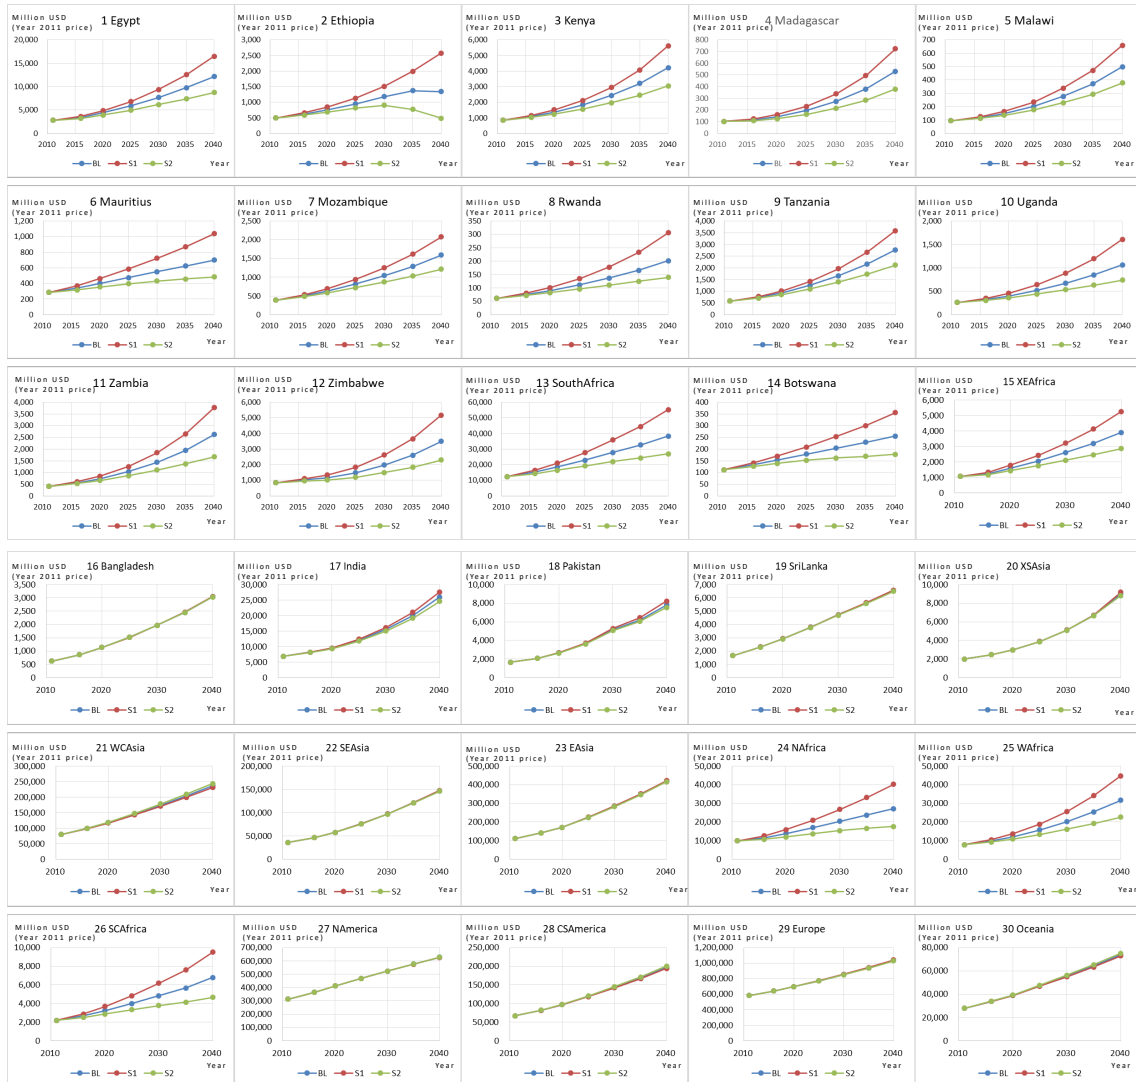 Million USD
(Year 2011 price)
1 Egypt
20,000
15,000
10,000
5,000
0
2010 2015 2020 2025 2030 2035 2040
Year
BL S1 S2
Million USD
(Year 2011 price)
2 Ethiopia
3,000
2,500
2,000
1,500
1,000
500
0
2010 2015 2020 2025 2030 2035 2040
Year
BL S1 S2
Million USD
(Year 2011 price)
3 Kenya
6,000
5,000
4,000
3,000
2,000
1,000
0
2010 2015 2020 2025 2030 2035 2040
Year
BL S1 S2
Million USD
(Year 2011 price)
4 Madagascar
800
700
600
500
400
300
200
100
0
2010 2015 2020 2025 2030 2035 2040
Year
BL S1 S2
Million USD
(Year 2011 price)
5 Malawi
700
600
500
400
300
200
100
0
2010 2015 2020 2025 2030 2035 2040
Year
BL S1 S2
Million USD
(Year 2011 price)
6 Mauritius
1,200
1,000
800
600
400
200
0
2010 2015 2020 2025 2030 2035 2040
Year
BL S1 S2
Million USD
(Year 2011 price)
7 Mozambique
2,500
2,000
1,500
1,000
500
0
2010 2015 2020 2025 2030 2035 2040
Year
BL S1 S2
Million USD
(Year 2011 price)
8 Rwanda
350
300
250
200
150
100
50
0
2010 2015 2020 2025 2030 2035 2040
Year
BL S1 S2
Million USD
(Year 2011 price)
9 Tanzania
4,000
3,500
3,000
2,500
2,000
1,500
1,000
500
0
2010 2015 2020 2025 2030 2035 2040
Year
BL S1 S2
Million USD
(Year 2011 price)
10 Uganda
2,000
1,500
1,000
500
0
2010 2015 2020 2025 2030 2035 2040
Year
BL S1 S2
Million USD
(Year 2011 price)
11 Zambia
4,000
3,500
3,000
2,500
2,000
1,500
1,000
500
0
2010 2015 2020 2025 2030 2035 2040
Year
BL S1 S2
Million USD
(Year 2011 price)
12 Zimbabwe
6,000
5,000
4,000
3,000
2,000
1,000
0
2010 2015 2020 2025 2030 2035 2040
Year
BL S1 S2
Million USD
(Year 2011 price)
13 SouthAfrica
60,000
50,000
40,000
30,000
20,000
10,000
0
2010 2015 2020 2025 2030 2035 2040
Year
BL S1 S2
Million USD
(Year 2011 price)
14 Botswana
400
350
300
250
200
150
100
50
0
2010 2015 2020 2025 2030 2035 2040
Year
BL S1 S2
Million USD
(Year 2011 price)
15 XEAfrica
6,000
5,000
4,000
3,000
2,000
1,000
0
2010 2020 2030 2040
Year
BL S1 S2
Million USD
(Year 2011 price)
16 Bangladesh
3,500
3,000
2,500
2,000
1,500
1,000
500
0
2010 2020 2030 2040
Year
BL S1 S2
Million USD
(Year 2011 price)
17 India
30,000
25,000
20,000
15,000
10,000
5,000
0
2010 2020 2030 2040
Year
BL S1 S2
Million USD
(Year 2011 price)
18 Pakistan
10,000
8,000
6,000
4,000
2,000
0
2010 2020 2030 2040
Year
BL S1 S2
Million USD
(Year 2011 price)
19 SriLanka
7,000
6,000
5,000
4,000
3,000
2,000
1,000
0
2010 2020 2030 2040
Year
BL S1 S2
Million USD
(Year 2011 price)
20 XSAsia
10,000
8,000
6,000
4,000
2,000
0
2010 2020 2030 2040
Year
BL S1 S2
Million USD
(Year 2011 price)
21 WCAsia
300,000
250,000
200,000
150,000
100,000
50,000
0
2010 2020 2030 2040
Year
BL S1 S2
Million USD
(Year 2011 price)
22 SEAsia
200,000
150,000
100,000
50,000
0
2010 2020 2030 2040
Year
BL S1 S2
Million USD
(Year 2011 price)
23 EAsia
500,000
400,000
300,000
200,000
100,000
0
2010 2020 2030 2040
Year
BL S1 S2
Million USD
(Year 2011 price)
24 NAfrica
50,000
40,000
30,000
20,000
10,000
0
2010 2020 2030 2040
Year
BL S1 S2
Million USD
(Year 2011 price)
25 WAfrica
50,000
40,000
30,000
20,000
10,000
0
2010 2020 2030 2040
Year
BL S1 S2
Million USD
(Year 2011 price)
26 SCAfrica
10,000
8,000
6,000
4,000
2,000
0
2010 2020 2030 2040
Year
BL S1 S2
Million USD
(Year 2011 price)
27 NAmerica
700,000
600,000
500,000
400,000
300,000
200,000
100,000
0
2010 2020 2030 2040
Year
BL S1 S2
Million USD
(Year 2011 price)
28 CSAmerica
250,000
200,000
150,000
100,000
50,000
0
2010 2020 2030 2040
Year
BL S1 S2
Million USD
(Year 2011 price)
29 Europe
1,200,000
1,000,000
800,000
600,000
400,000
200,000
0
2010 2020 2030 2040
Year
BL S1 S2
Million USD
(Year 2011 price)
30 Oceania
80,000
60,000
40,000
20,000
0
2010 2020 2030 2040
Year
BL S1 S2